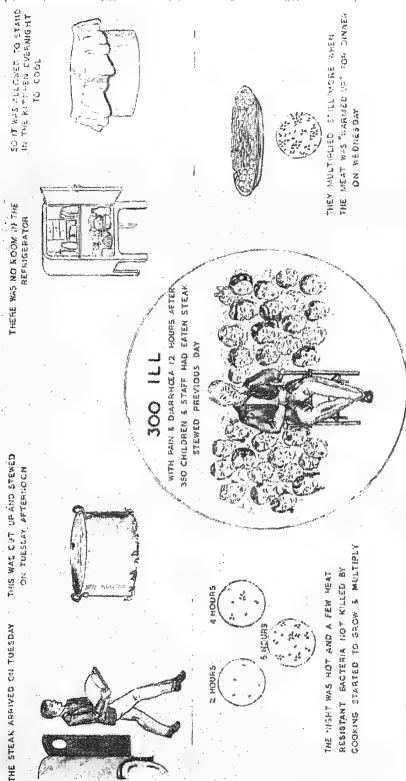 THE STEAK ARRIVED ON TUESDAY
THIS WAS CUT UP AND STEWED
ON TUESDAY AFTERNOON
THERE WAS NO ROOM IN THE
REFRIGERATOR
SO IT WAS ALLOWED TO STAND
IN THE KITCHEN OVERNIGHT
TO COOL
THE NIGHT WAS HOT AND A FEW HEAT
RESISTANT BACTERIA NOT KILLED BY
COOKING STARTED TO GROW & MULTIPLY
2 HOURS
4 HOURS
6 HOURS
THEY MULTIPLIED STILL MORE WHEN
THE MEAT WAS "WARMED UP" FOR DINNER
ON WEDNESDAY
300 ILL
WITH PAIN & DIARRHŒA 12 HOURS AFTER
350 CHILDREN & STAFF HAD EATEN STEAK
STEWED PREVIOUS DAY